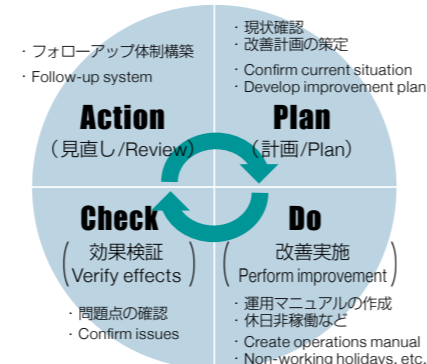 · フォローアップ体制構築
· Follow-up system
Action
（見直し/Review）
· 現状確認
· 改善計画の策定
· Confirm current situation
· Develop improvement plan
Plan
（計画/Plan）
Check
効果検証
(Verify effects)
· 問題点の確認
· Confirm issues
Do
改善実施
(Perform improvement)
· 運用マニュアルの作成
· 休日非稼働など
· Create operations manual
· Non-working holidays, etc.